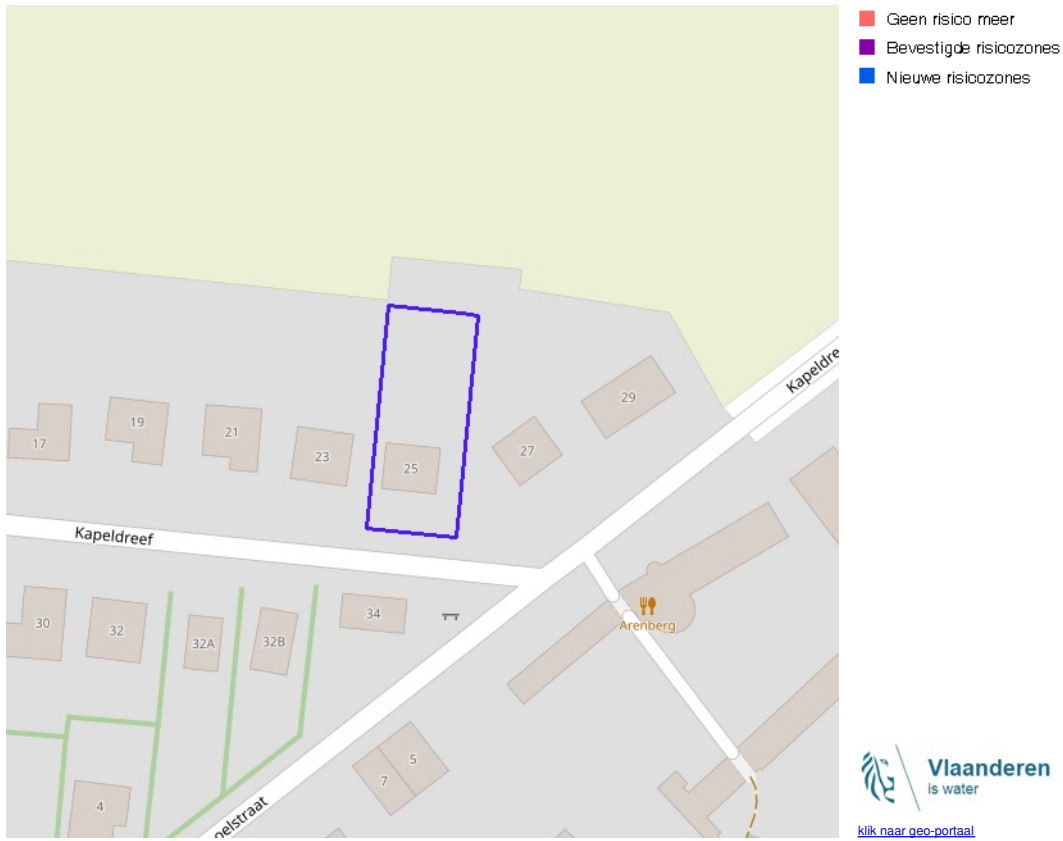 Geen risico meer
Bevestigde risicozones
Nieuwe risicozones
29
Kapeldre
17
19
21
23
25
27
Kapeldreef
30
32
32A
32B
34
Arenberg
4
7
5
oelstraat
Vlaanderen
is water
klik naar geo-portaal